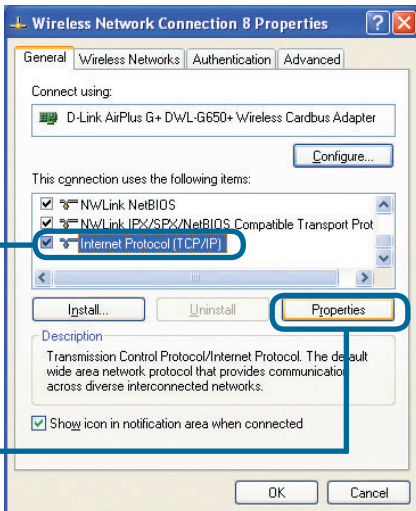 Wireless Network Connection 8 Properties
General Wireless Networks Authentication Advanced
Connect using:
D-Link AirPlus G+ DWL-G650+ Wireless Cardbus Adapter
Configure...
This connection uses the following items:
NWLink NetBIOS
NWLink IPX/SPX/NetBIOS Compatible Transport Prot
Internet Protocol (TCP/IP)
Install... Uninstall Properties
Description
Transmission Control Protocol/Internet Protocol. The default
wide area network protocol that provides communication
across diverse interconnected networks.
Show icon in notification area when connected
OK Cancel